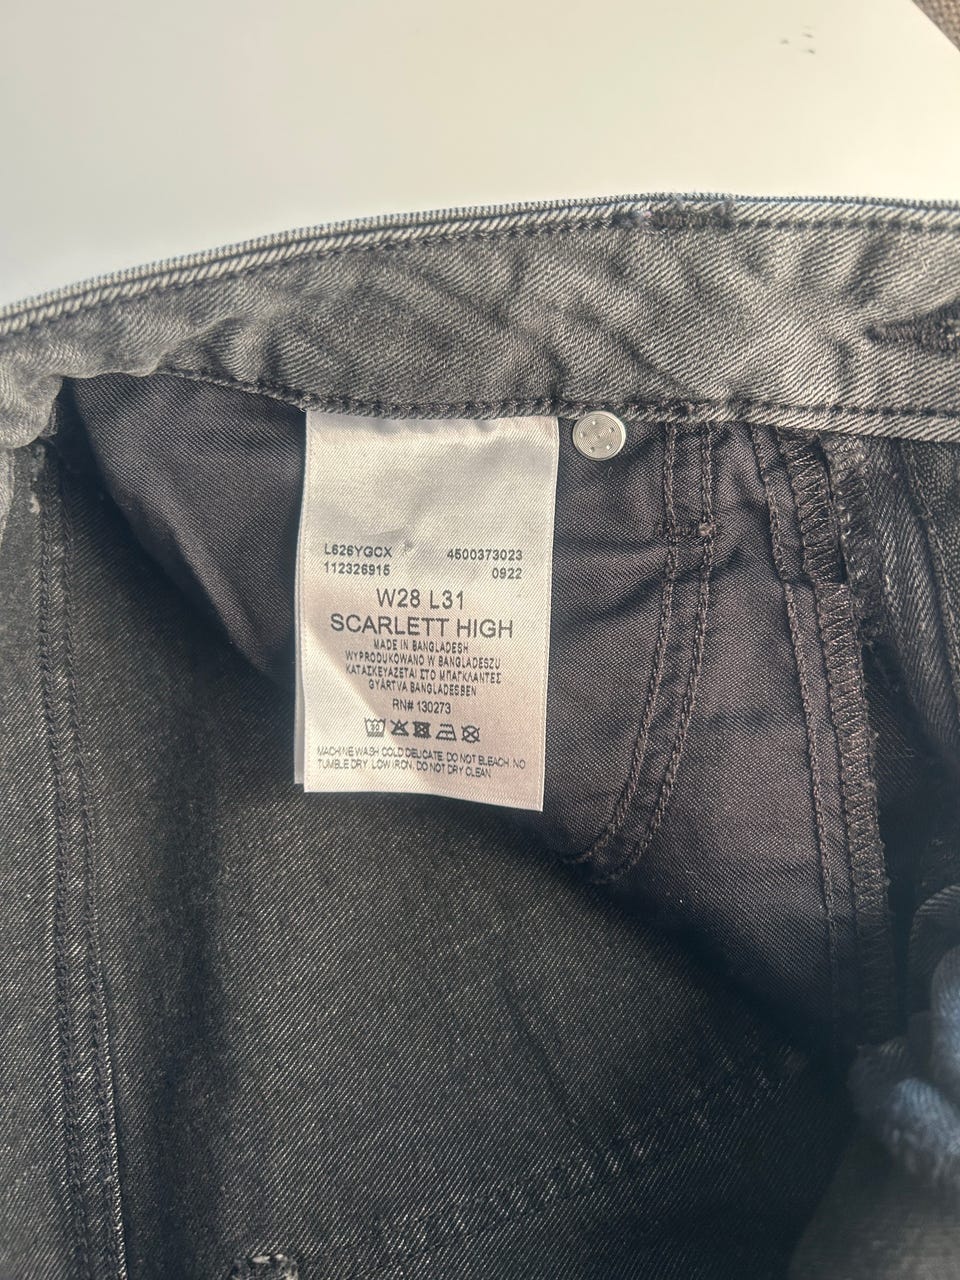 L626YGCX 4500373023
112326915 0922
W28 L31
SCARLETT HIGH
MADE IN BANGLADESH
WYPRODUKOWANO W BANGLADESZU
ΚΑΤΑΣΚΕΥΑΖΕΤΑΙ ΣΤΟ ΜΠΑΓΚΛΑΝΤΕΣ
GYÁRTVA BANGLADESBEN
RN# 130273
30
MACHINE WASH COLD DELICATE. DO NOT BLEACH. NO
TUMBLE DRY. LOW IRON. DO NOT DRY CLEAN